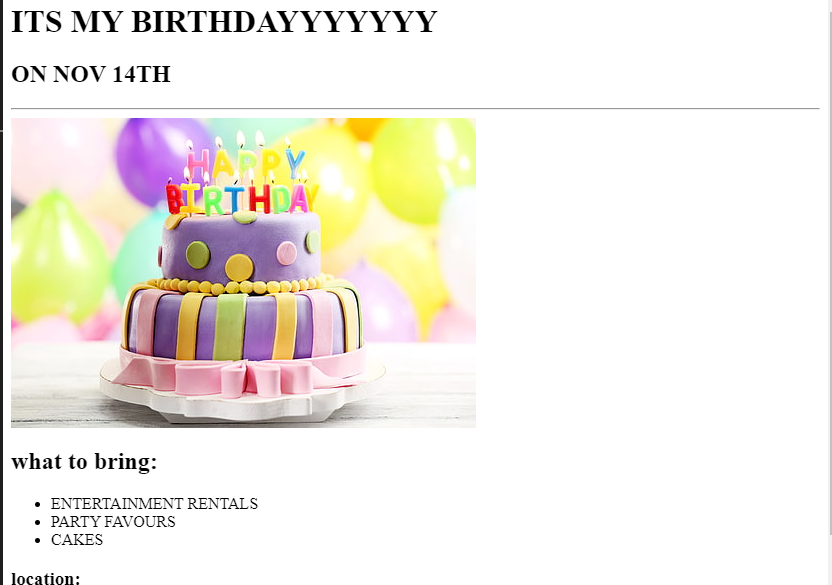 ITS MY BIRTHDAYYYYYYY
ON NOV 14TH
HAPPY
BIRTHDAY
what to bring:
ENTERTAINMENT RENTALS
PARTY FAVOURS
CAKES
location: